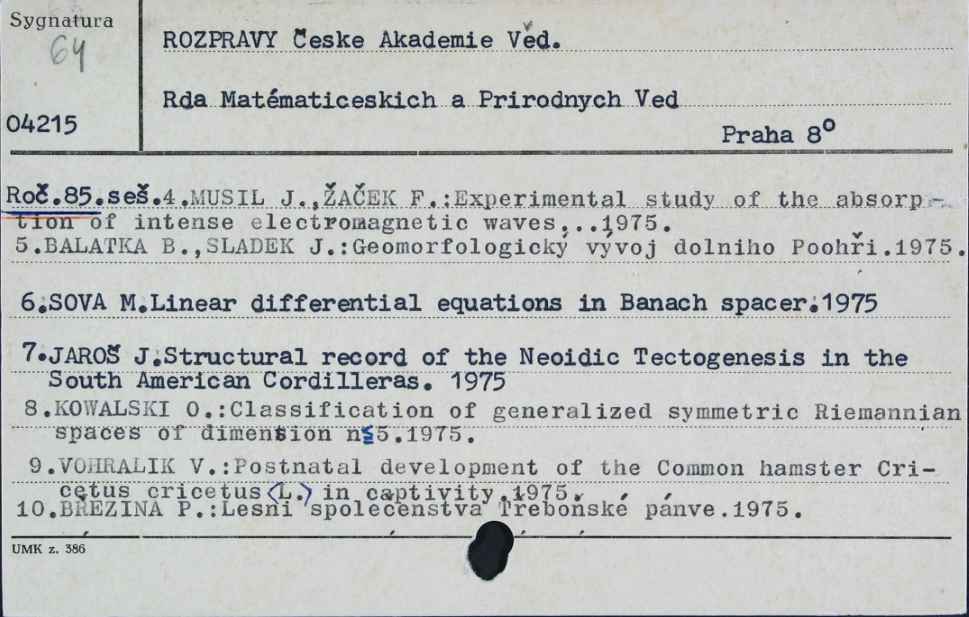 Sygnatura
64
ROZPRAVY Česke Akademie Věd.
Rda Matématiceskich a Prirodnych Ved
04215
Praha 8°
Roč.85.seš.4.MUSIL J.,ŽAČEK F.:Experimental study of the absorp-
tion of intense electromagnetic waves,..1975.
5.BALATKA B.,SLADEK J.:Geomorfologický vývoj dolniho Poohři.1975.
6.SOVA M.Linear differential equations in Banach spacer.1975
7.JAROŠ J.Structural record of the Neoidic Tectogenesis in the
South American Cordilleras. 1975
8.KOWALSKI O.:Classification of generalized symmetric Riemannian
spaces of dimension n≦5.1975.
9.VOHRALIK V.:Postnatal development of the Common hamster Cri-
cetus cricetus(L.) in captivity.1975.
10.BŘEZINA P.:Lesní společenstva Třeboňské pánve.1975.
UMK z. 386